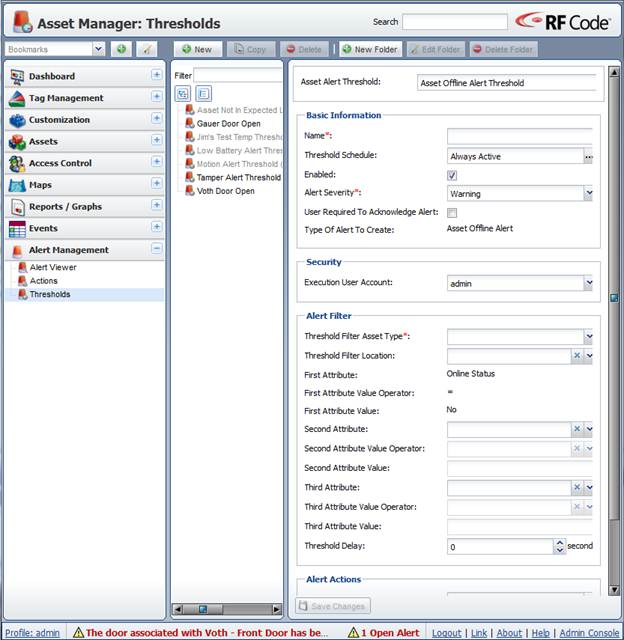 Asset Manager: Thresholds
Search
RF Code
Bookmarks
New
Copy
Delete
New Folder
Edit Folder
Delete Folder
Dashboard
Tag Management
Customization
Assets
Access Control
Maps
Reports / Graphs
Events
Alert Management
Alert Viewer
Actions
Thresholds
Filter
Asset Not In Expected L
Gauer Door Open
Jim's Test Temp Thresho
Low Battery Alert Thres
Motion Alert Threshold (
Tamper Alert Threshold
Voth Door Open
Asset Alert Threshold: Asset Offline Alert Threshold
Basic Information
Name*:
Threshold Schedule: Always Active ...
Enabled:
Alert Severity*: Warning
User Required To Acknowledge Alert:
Type Of Alert To Create: Asset Offline Alert
Security
Execution User Account: admin
Alert Filter
Threshold Filter Asset Type*:
Threshold Filter Location:
First Attribute: Online Status
First Attribute Value Operator: =
First Attribute Value: No
Second Attribute:
Second Attribute Value Operator:
Second Attribute Value:
Third Attribute:
Third Attribute Value Operator:
Third Attribute Value:
Threshold Delay: 0 second
Alert Actions
Save Changes
Profile: admin
The door associated with Voth - Front Door has be...
1 Open Alert
Logout | Link | About | Help | Admin Console